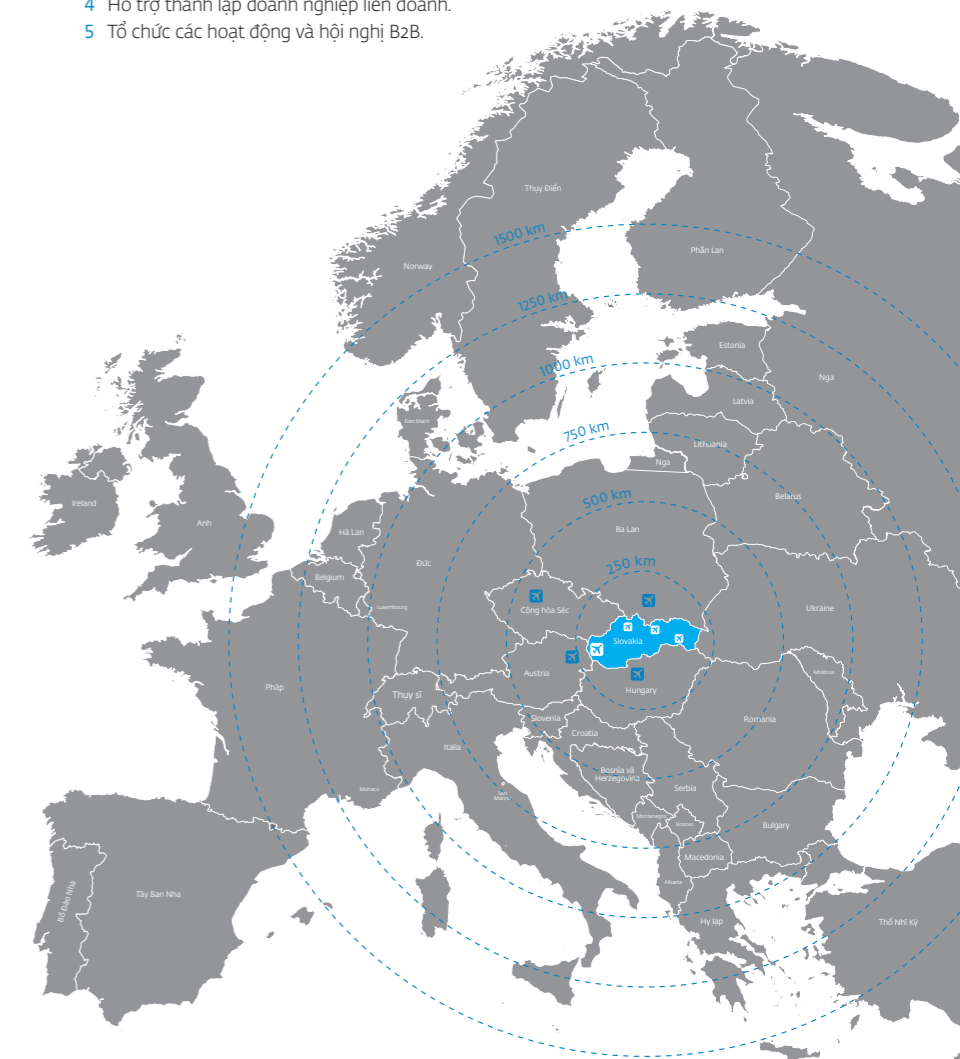 4 Hỗ trợ thành lập doanh nghiệp liên doanh.
5 Tổ chức các hoạt động và hội nghị B2B.
Thụy Điển
1500 km
Phần Lan
Norway
1250 km
Estonia
1000 km
Nga
Latvia
Đan Mạch
750 km
Lithuania
Nga
500 km
Belarus
Ireland
Anh
Hà Lan
Ba Lan
Đức
250 km
Belgium
Luxembourg
Cộng hòa Séc
Ukraine
Slovakia
Austria
Moldova
Pháp
Thụy sĩ
Hungary
Slovenia
Romania
Croatia
Italia
Bosnia và
Herzegovina
Monaco
San
Marino
Serbia
Montenegro
Kosovo
Bulgary
Macedonia
Albania
Bồ Đào Nha
Tây Ban Nha
Hy lạp
Thổ Nhĩ Kỳ